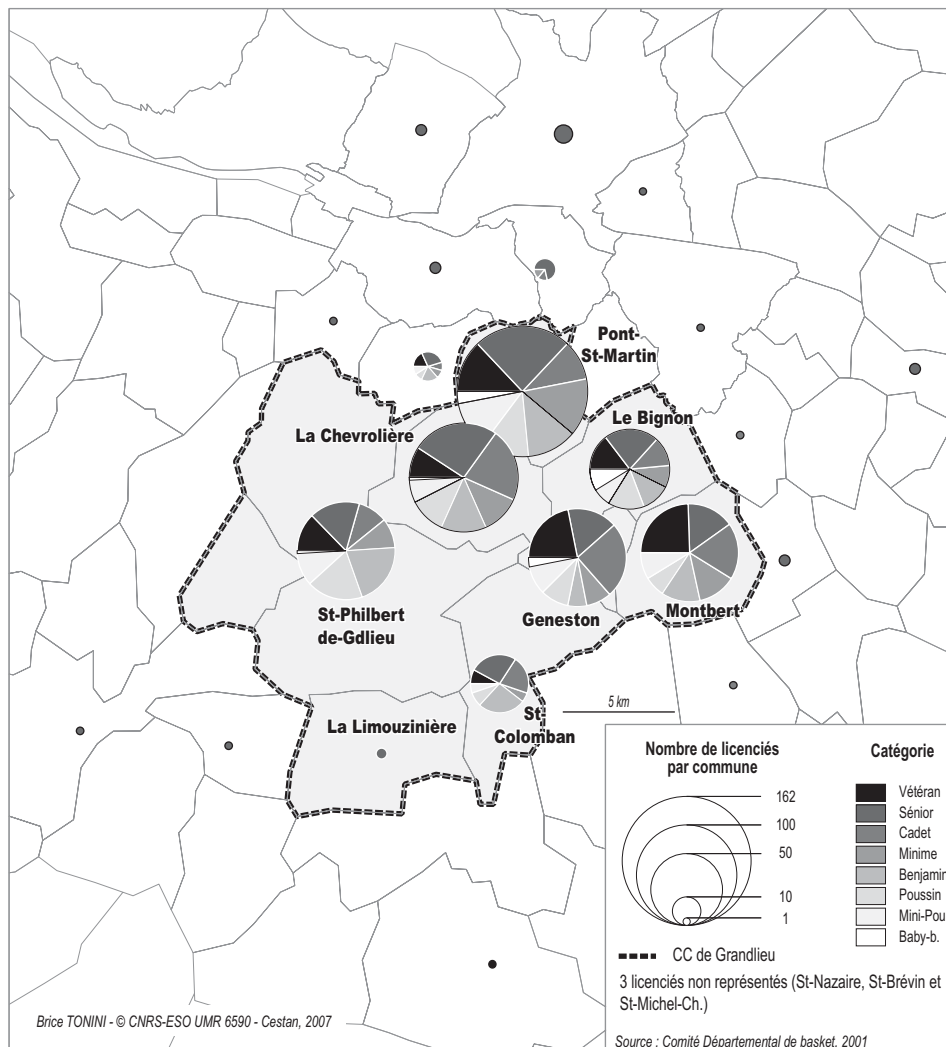 Pont-
St-Martin
La Chevrolière
Le Bignon
St-Philbert
de-Gdlieu
Geneston
Montbert
La Limouzinière
St-
Colomban
5 km
Nombre de licenciés
par commune
162
100
50
10
1
Catégorie
Vétéran
Sénior
Cadet
Minime
Benjamin
Poussin
Mini-Pou
Baby-b.
CC de Grandlieu
3 licenciés non représentés (St-Nazaire, St-Brévin et
St-Michel-Ch.)
Brice TONINI - © CNRS-ESO UMR 6590 - Cestan, 2007
Source : Comité Départemental de basket, 2001